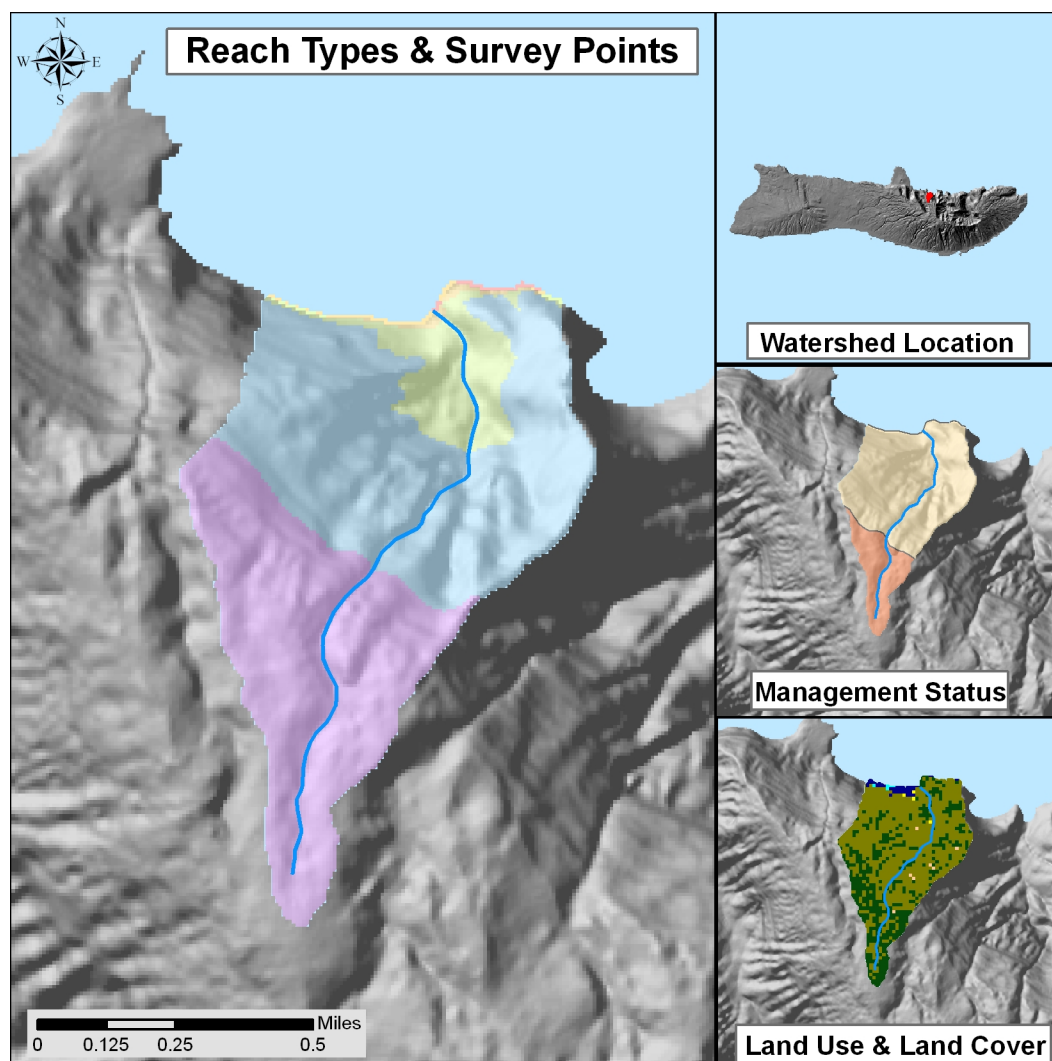 N
W E
S
Reach Types & Survey Points
Watershed Location
Management Status
Land Use & Land Cover
Miles
0 0.125 0.25 0.5